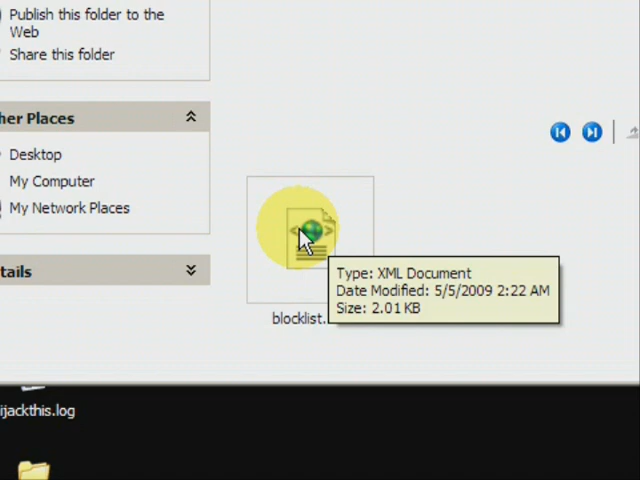 Publish this folder to the
Web
Share this folder
her Places
Desktop
My Computer
My Network Places
tails
Type: XML Document
Date Modified: 5/5/2009 2:22 AM
Size: 2.01 KB
blocklist.
ijackthis.log